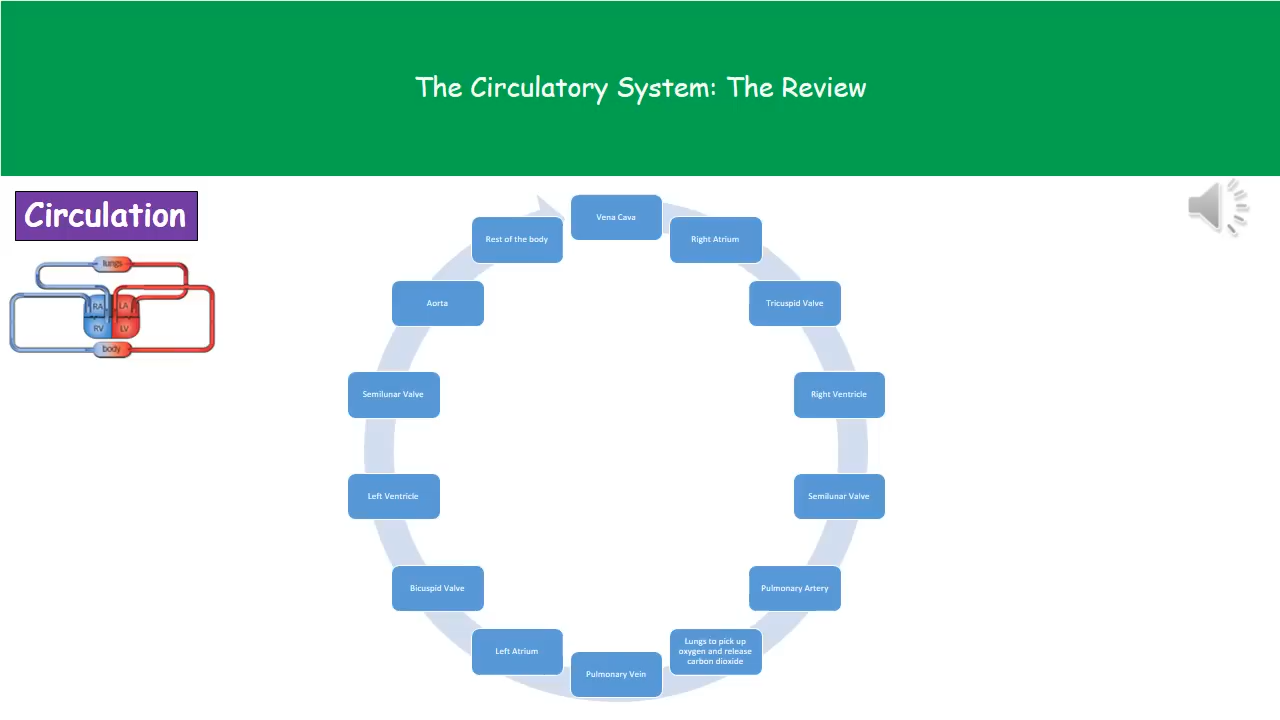 The Circulatory System: The Review
Circulation
lungs
RA
LA
RV
LV
body
Vena Cava
Right Atrium
Tricuspid Valve
Right Ventricle
Semilunar Valve
Pulmonary Artery
Lungs to pick up
oxygen and release
carbon dioxide
Pulmonary Vein
Left Atrium
Bicuspid Valve
Left Ventricle
Semilunar Valve
Aorta
Rest of the body